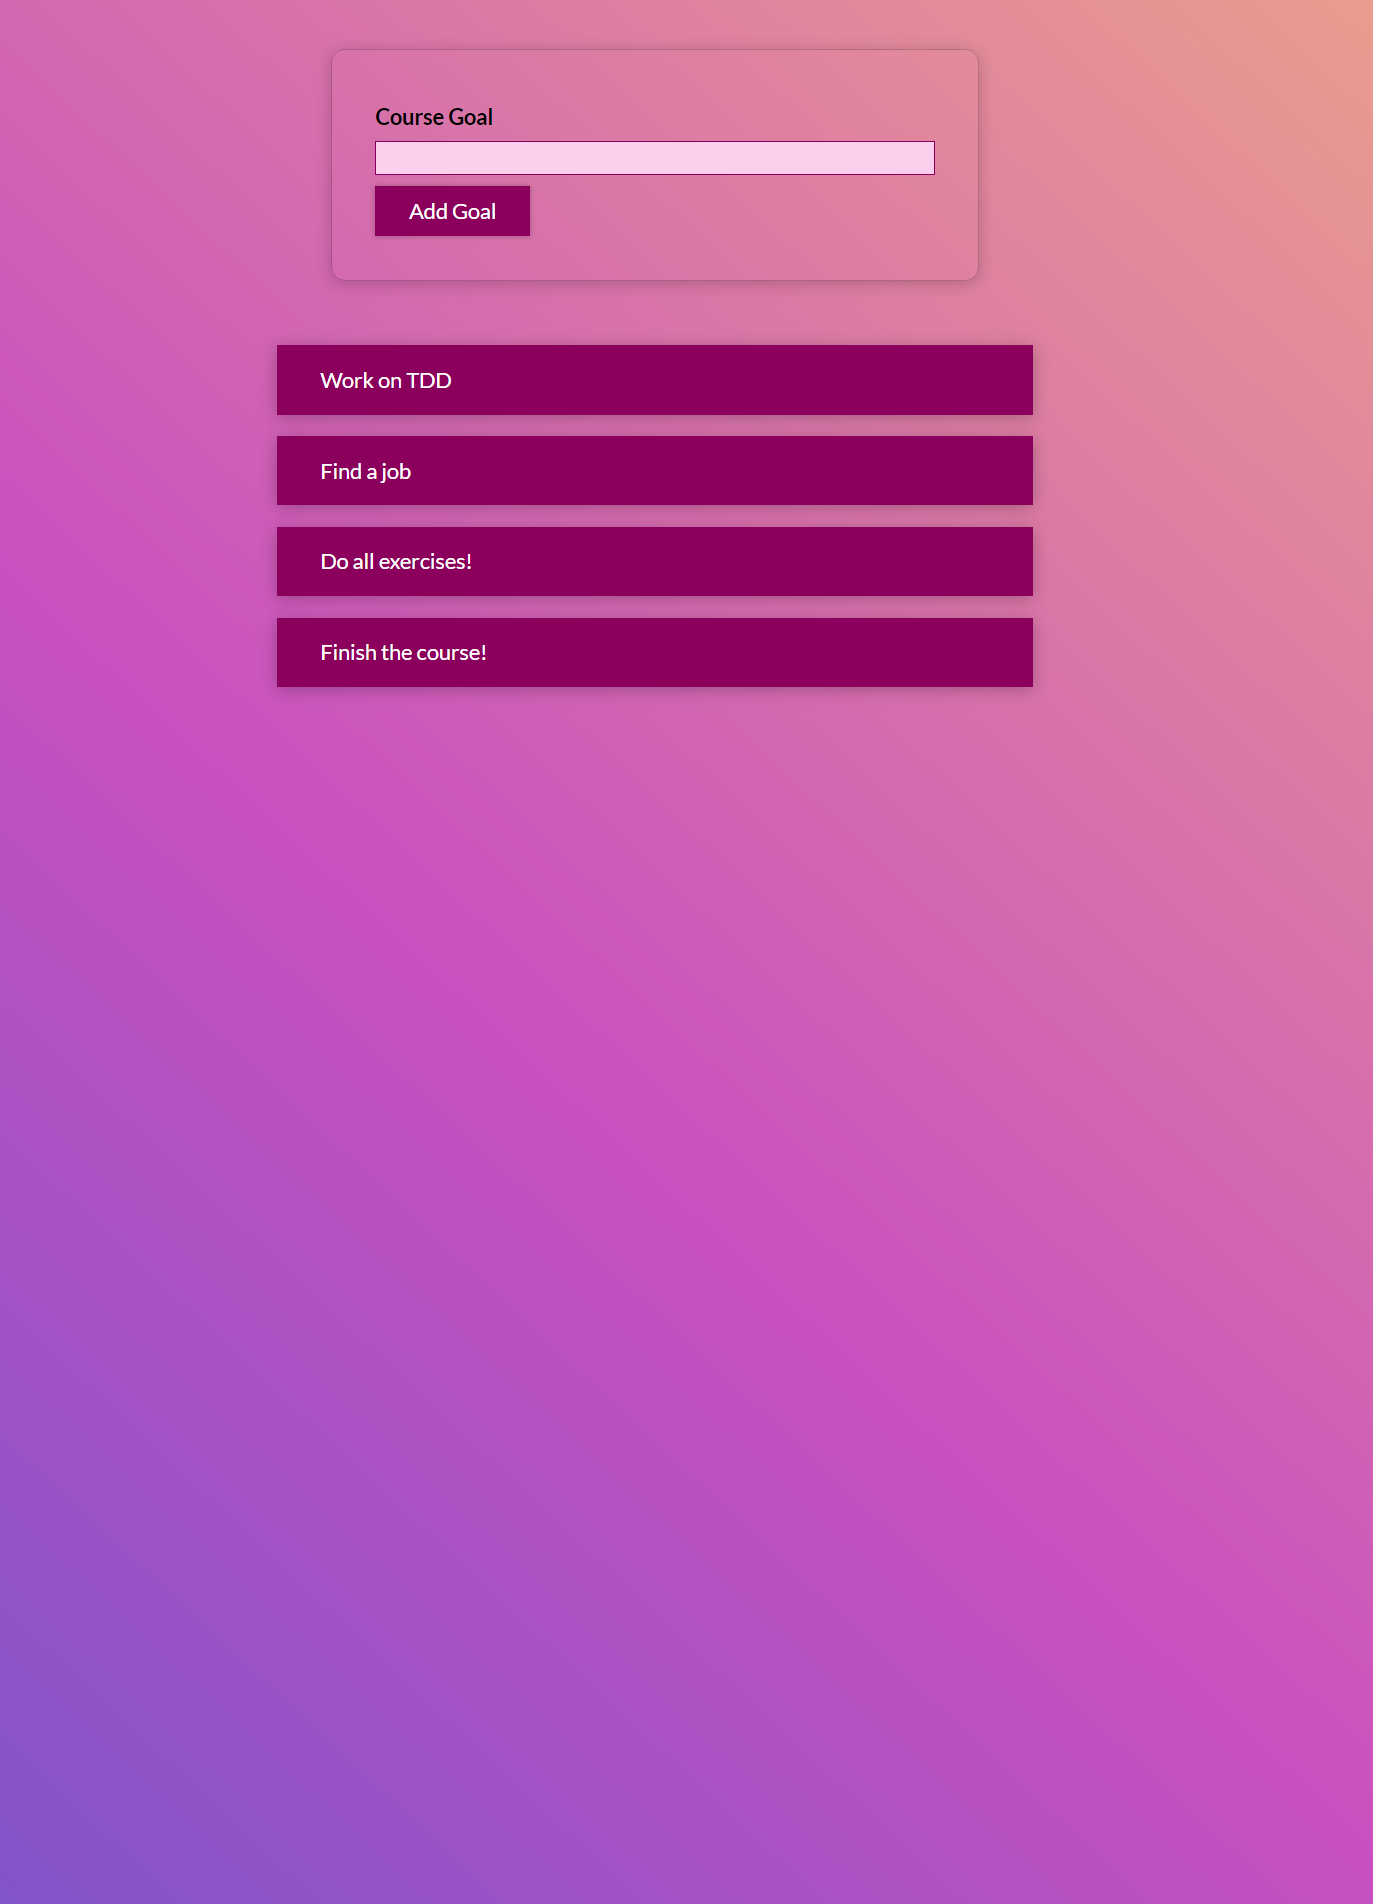 Course Goal
Add Goal
Work on TDD
Find a job
Do all exercises!
Finish the course!